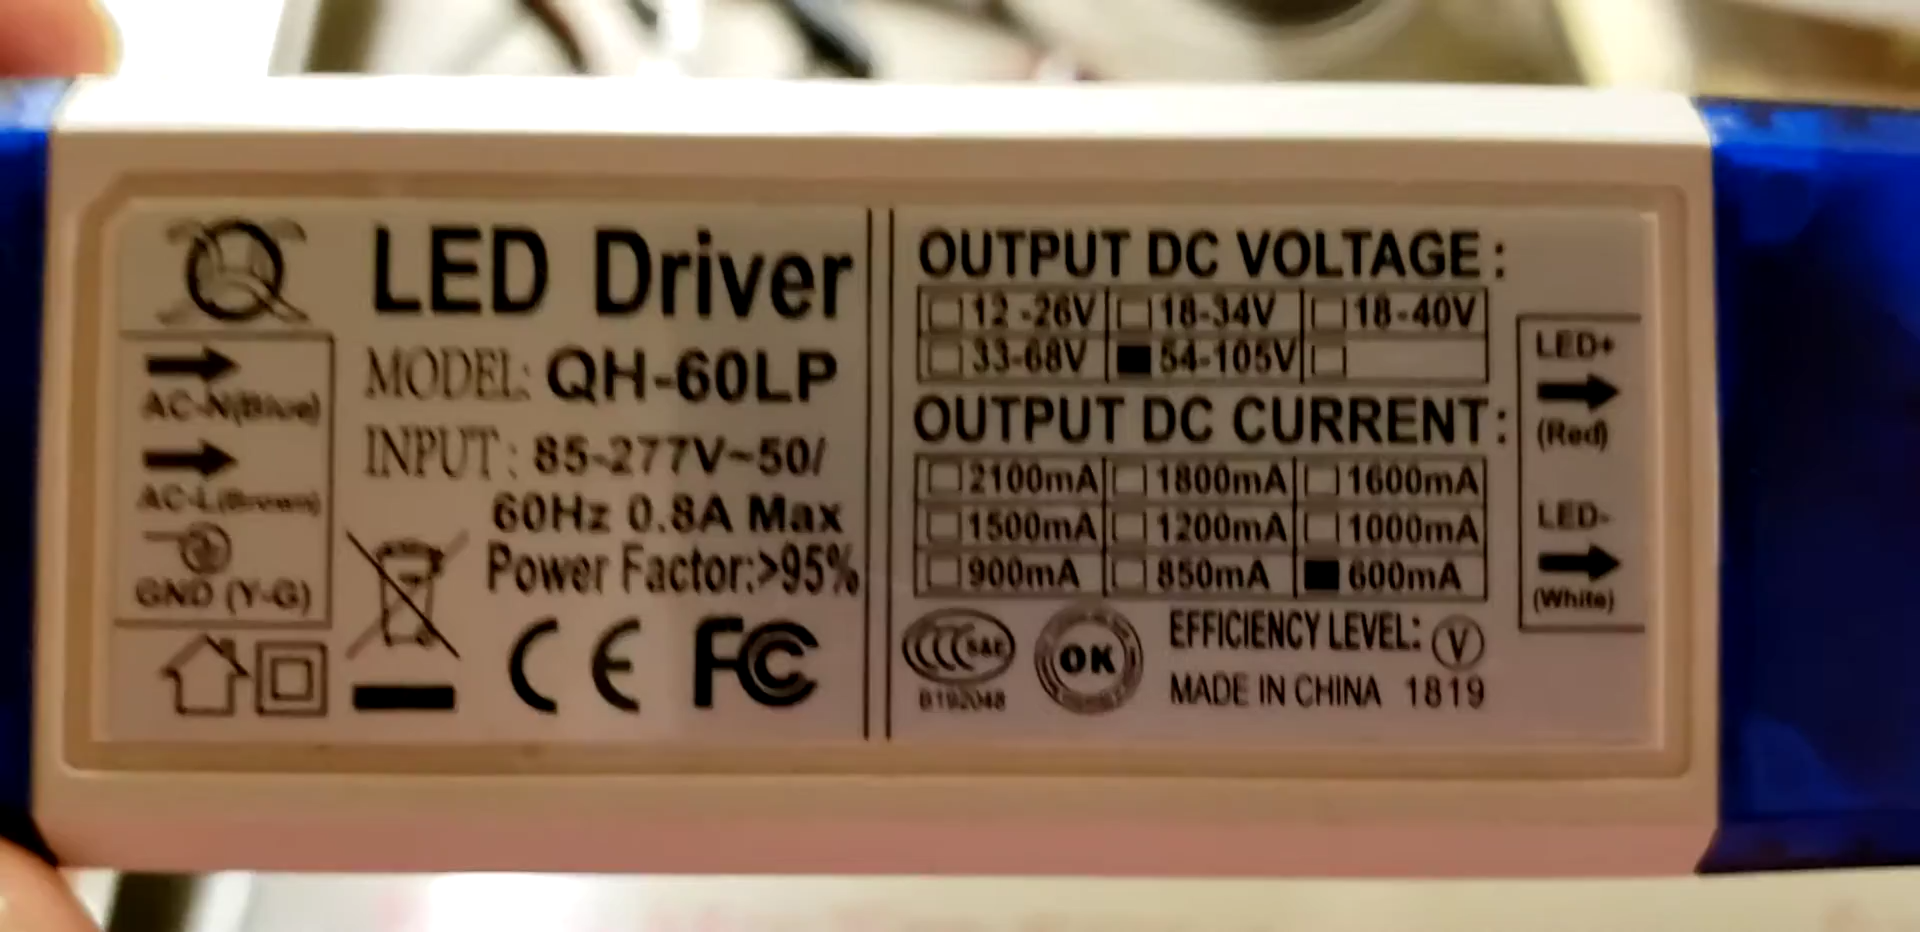 LED Driver
MODEL: QH-60LP
INPUT: 85-277V~50/
60Hz 0.8A Max
Power Factor:>95%
AC-N(Blue)
AC-L(Brown)
GND (Y-G)
CE FC
OUTPUT DC VOLTAGE:
12-26V 18-34V 18-40V
33-68V 54-105V
OUTPUT DC CURRENT:
2100mA 1800mA 1600mA
1500mA 1200mA 1000mA
900mA 850mA 600mA
S&E
B192048
OK
EFFICIENCY LEVEL: V
MADE IN CHINA 1819
LED+
(Red)
LED-
(White)